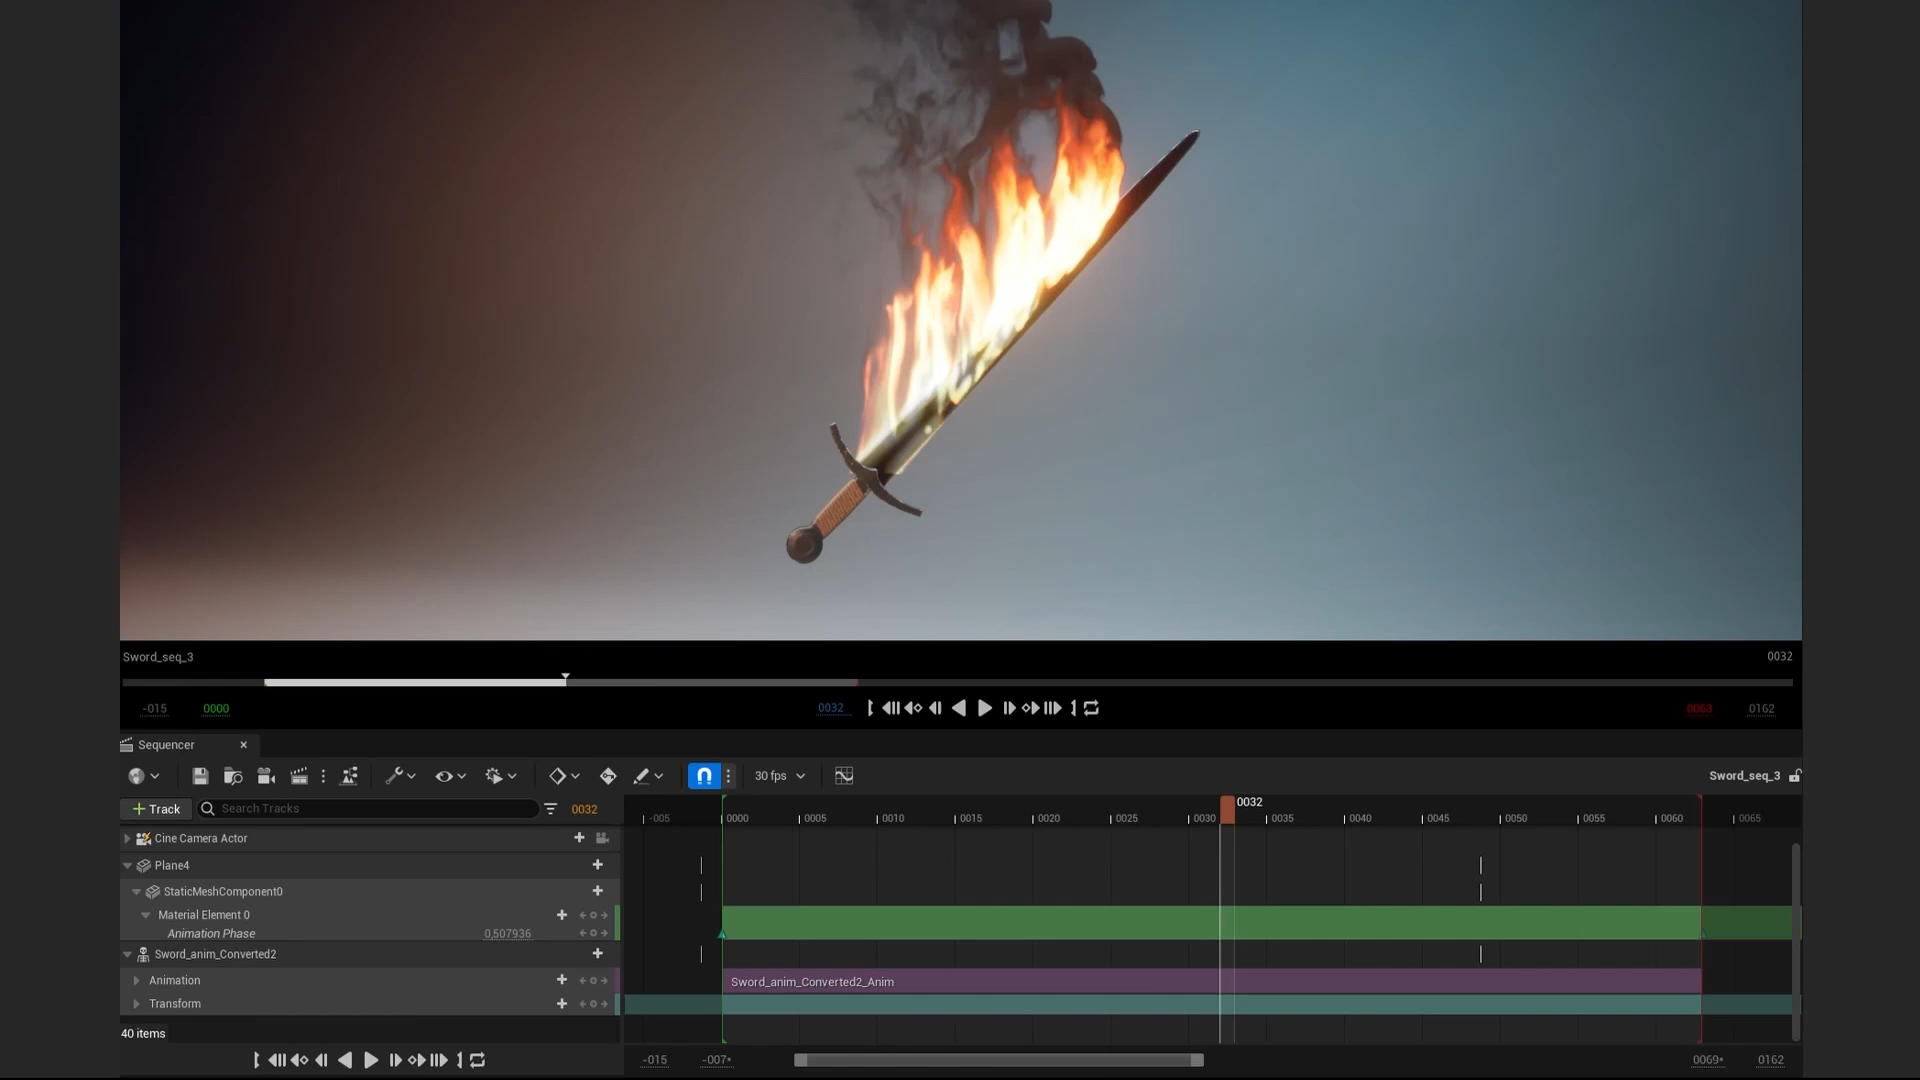 Sword_seq_3 0032
-015 0000 0032 0063 0162
Sequencer
30 fps Sword_seq_3
Track Search Tracks 0032
0032
-005 0000 0005 0010 0015 0020 0025 0030 0035 0040 0045 0050 0055 0060 0065
Cine Camera Actor
Plane4
StaticMeshComponent0
Material Element 0
Animation Phase 0,507936
Sword_anim_Converted2
Animation
Sword_anim_Converted2_Anim
Transform
40 items
-015 -007* 0069* 0162